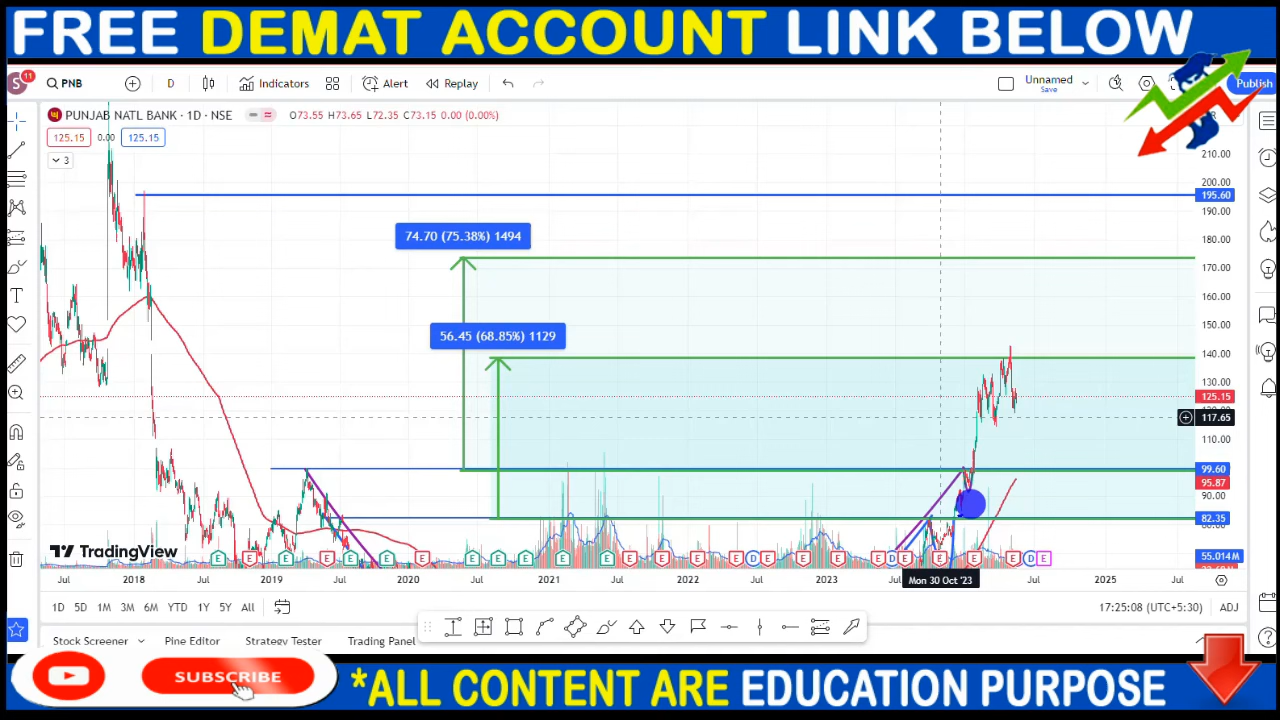 FREE DEMAT ACCOUNT LINK BELOW
S 11 PNB D Indicators Alert Replay Unnamed Save Publish
PUNJAB NATL BANK · 1D · NSE O73.55 H73.65 L72.35 C73.15 0.00 (0.00%)
125.15 0.00 125.15
3
210.00
200.00
195.60
190.00
74.70 (75.38%) 1494
180.00
170.00
160.00
150.00
56.45 (68.85%) 1129
140.00
130.00
125.15
117.65
110.00
99.60
95.87
90.00
82.35
TradingView
55.014M
Jul 2018 Jul 2019 Jul 2020 Jul 2021 Jul 2022 Jul 2023 Mon 30 Oct '23 Jul 2025 Jul
1D 5D 1M 3M 6M YTD 1Y 5Y All 17:25:08 (UTC+5:30) ADJ
Stock Screener Pine Editor Strategy Tester Trading Panel
SUBSCRIBE
*ALL CONTENT ARE EDUCATION PURPOSE